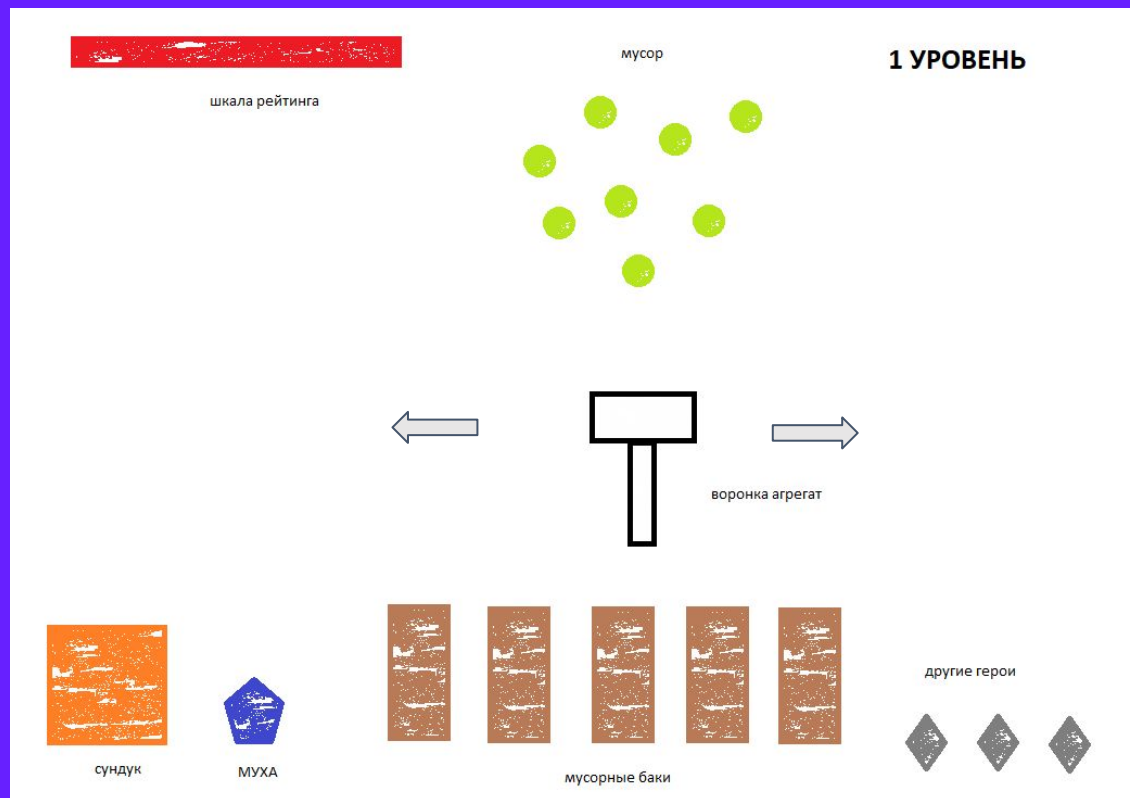 мусор
1 УРОВЕНЬ
шкала рейтинга
воронка агрегат
другие герои
сундук
МУХА
мусорные баки